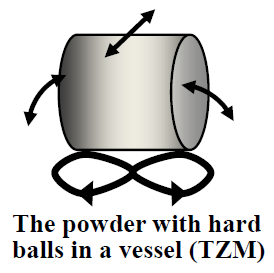 The powder with hard
balls in a vessel (TZM)